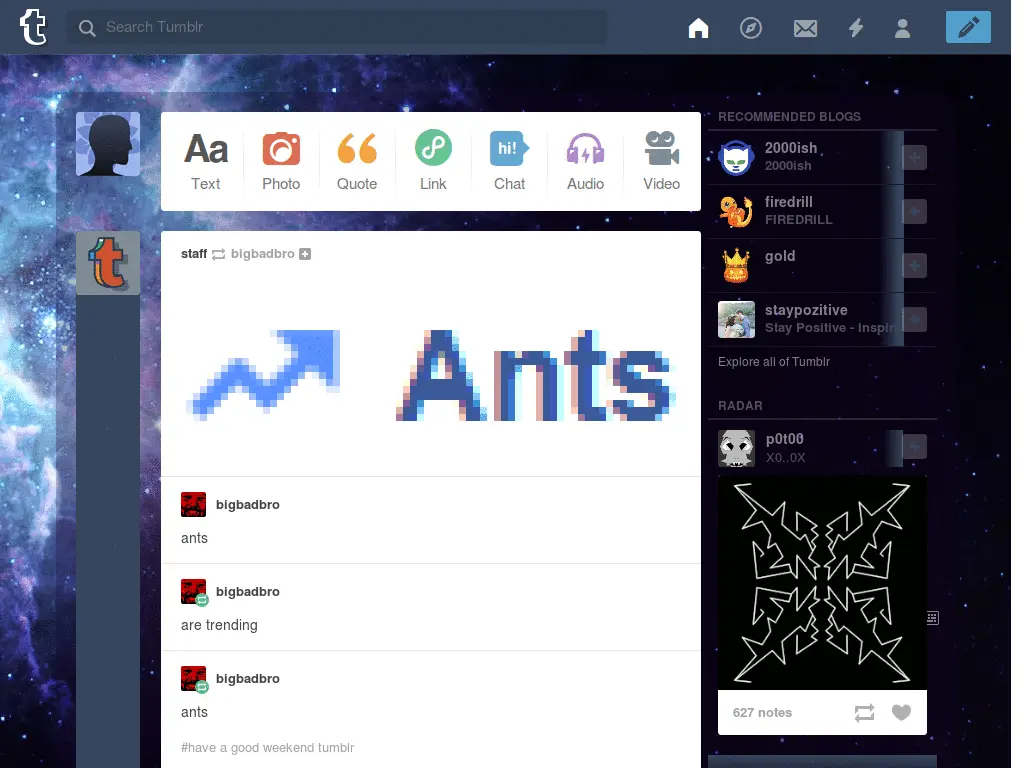 Search Tumblr
Aa
hi!
Text
Photo
Quote
Link
Chat
Audio
Video
staff bigbadbro
Ants
bigbadbro
ants
bigbadbro
are trending
bigbadbro
ants
#have a good weekend tumblr
RECOMMENDED BLOGS
2000ish
2000ish
firedrill
FIREDRILL
gold
staypozitive
Stay Positive - Inspir
Explore all of Tumblr
RADAR
p0t00
X0..0X
627 notes